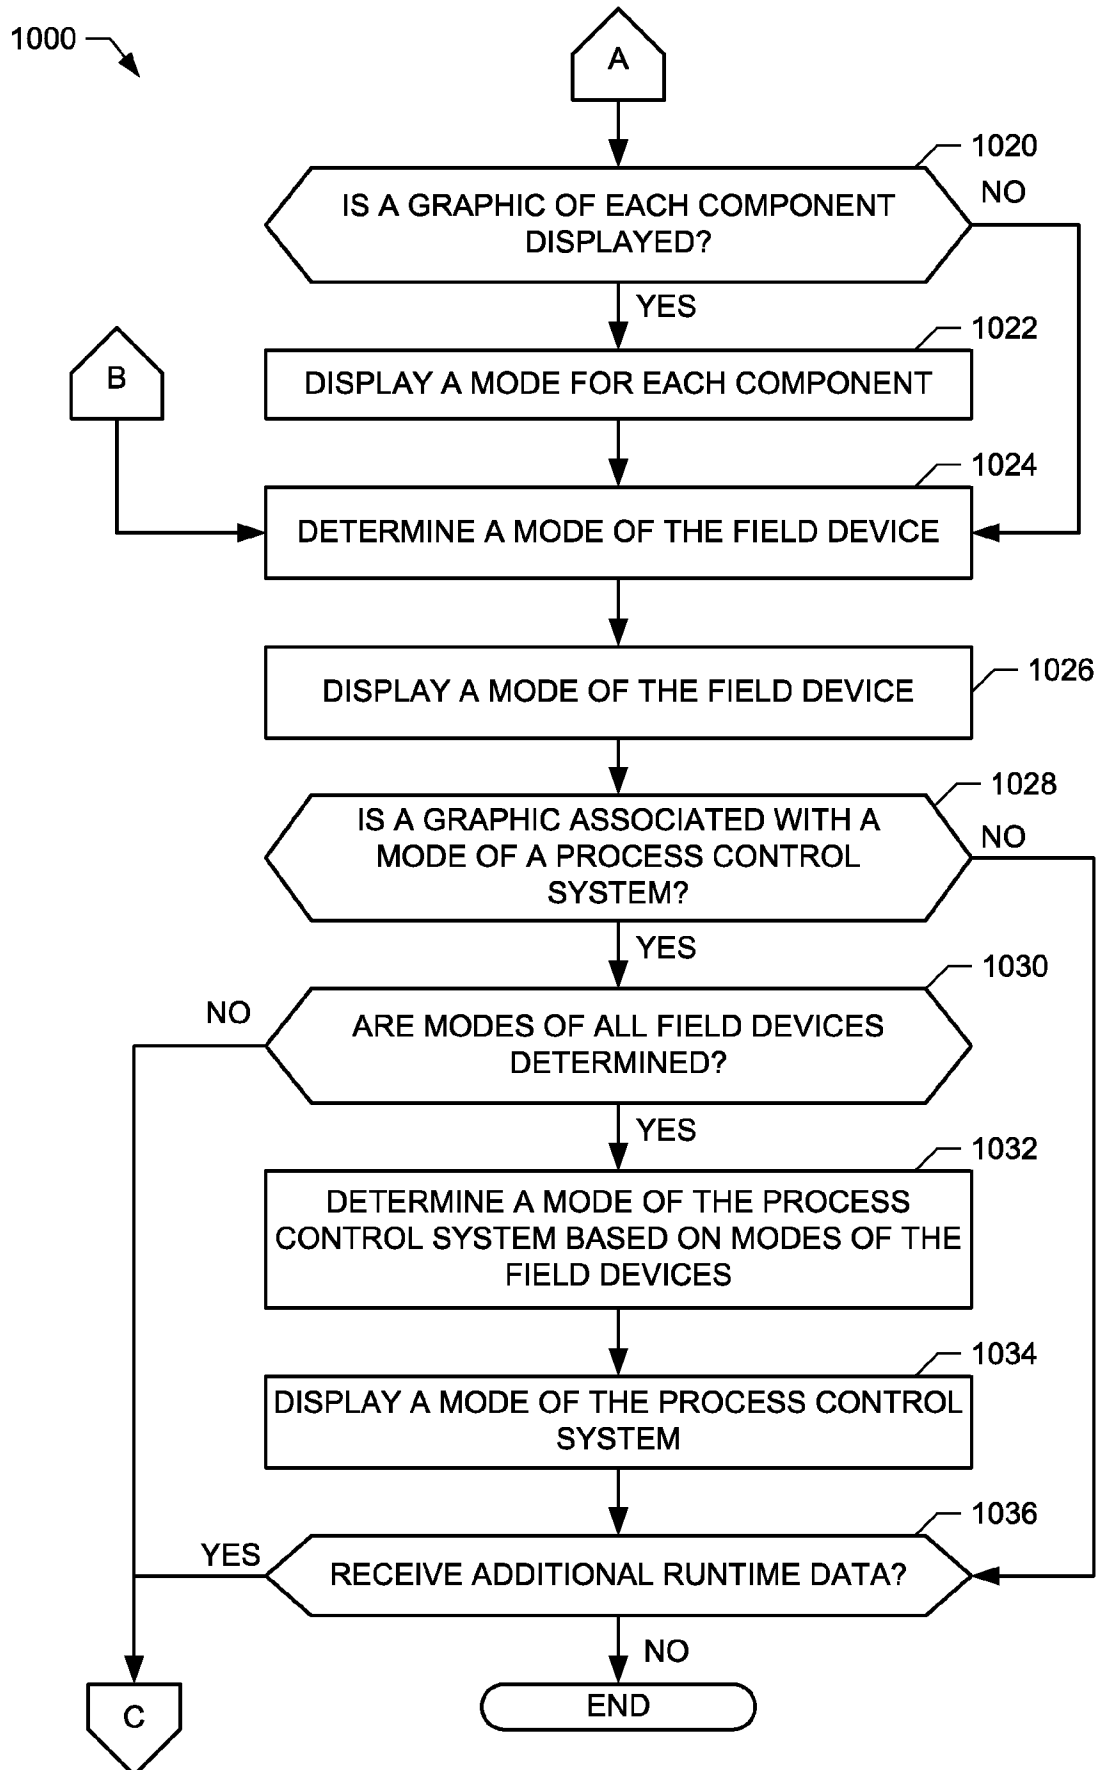 1000
A
1020
IS A GRAPHIC OF EACH COMPONENT
DISPLAYED?
NO
YES
1022
B
DISPLAY A MODE FOR EACH COMPONENT
1024
DETERMINE A MODE OF THE FIELD DEVICE
DISPLAY A MODE OF THE FIELD DEVICE
1026
1028
IS A GRAPHIC ASSOCIATED WITH A
MODE OF A PROCESS CONTROL
SYSTEM?
NO
YES
1030
NO
ARE MODES OF ALL FIELD DEVICES
DETERMINED?
YES
1032
DETERMINE A MODE OF THE PROCESS
CONTROL SYSTEM BASED ON MODES OF THE
FIELD DEVICES
1034
DISPLAY A MODE OF THE PROCESS CONTROL
SYSTEM
1036
YES
RECEIVE ADDITIONAL RUNTIME DATA?
NO
C
END